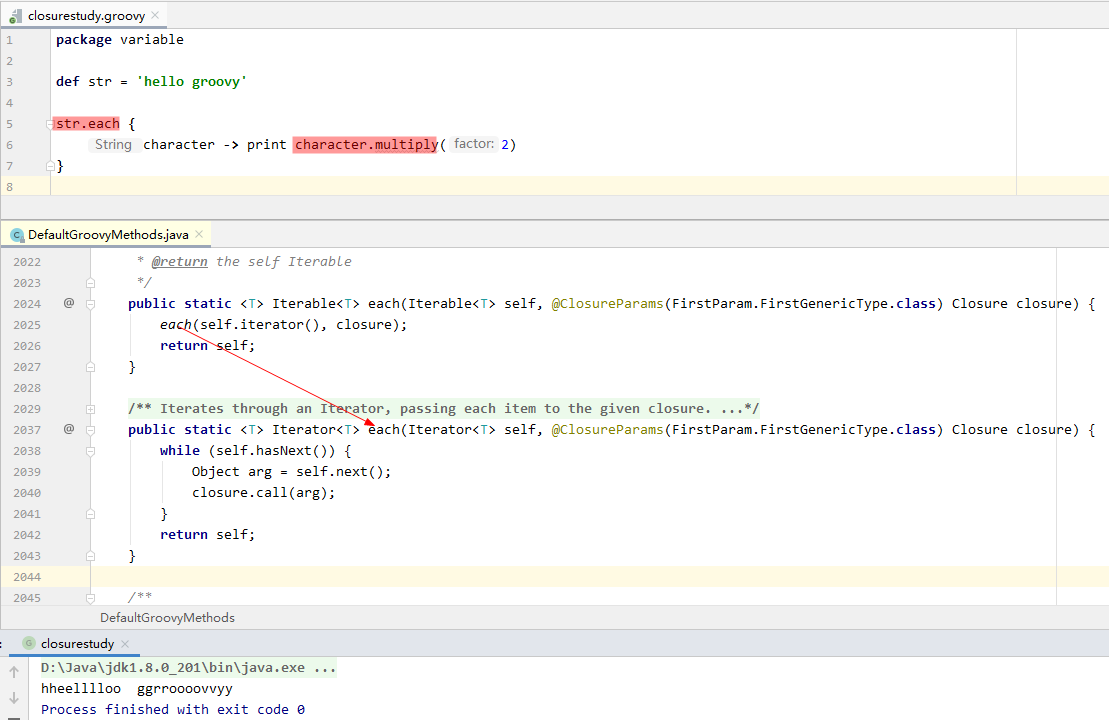 closurestudy.groovy
1 package variable
2
3 def str = 'hello groovy'
4
5 str.each {
6 String character -> print character.multiply( factor: 2)
7 }
8
DefaultGroovyMethods.java
2022 * @return the self Iterable
2023 */
2024 @ public static <T> Iterable<T> each(Iterable<T> self, @ClosureParams(FirstParam.FirstGenericType.class) Closure closure) {
2025 each(self.iterator(), closure);
2026 return self;
2027 }
2028
2029 /** Iterates through an Iterator, passing each item to the given closure. ...*/
2037 @ public static <T> Iterator<T> each(Iterator<T> self, @ClosureParams(FirstParam.FirstGenericType.class) Closure closure) {
2038 while (self.hasNext()) {
2039 Object arg = self.next();
2040 closure.call(arg);
2041 }
2042 return self;
2043 }
2044
2045 /**
DefaultGroovyMethods
: closurestudy
D:\Java\jdk1.8.0_201\bin\java.exe ...
hheelllloo  ggrroooovvyy
Process finished with exit code 0